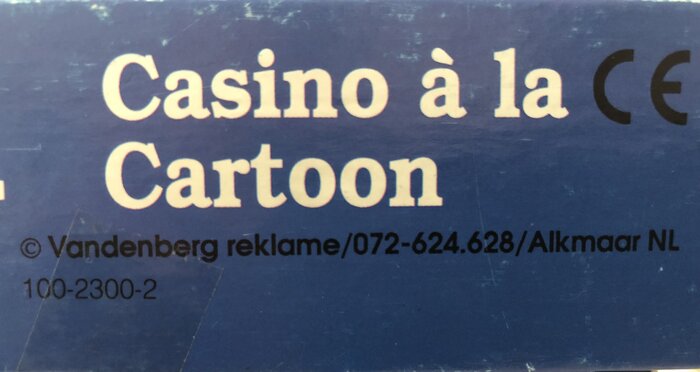 Casino à la CE
Cartoon
© Vandenberg reklame/072-624.628/Alkmaar NL
100-2300-2